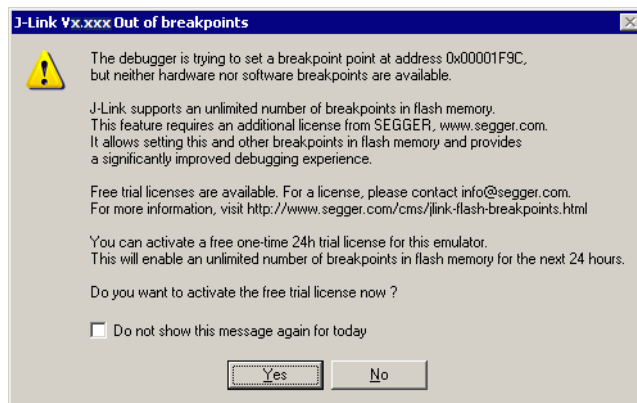 J-Link Vx.xxx Out of breakpoints
The debugger is trying to set a breakpoint point at address 0x00001F9C,
but neither hardware nor software breakpoints are available.
J-Link supports an unlimited number of breakpoints in flash memory.
This feature requires an additional license from SEGGER, www.segger.com.
It allows setting this and other breakpoints in flash memory and provides
a significantly improved debugging experience.
Free trial licenses are available. For a license, please contact info@segger.com.
For more information, visit http://www.segger.com/cms/jlink-flash-breakpoints.html
You can activate a free one-time 24h trial license for this emulator.
This will enable an unlimited number of breakpoints in flash memory for the next 24 hours.
Do you want to activate the free trial license now ?
Do not show this message again for today
Yes
No